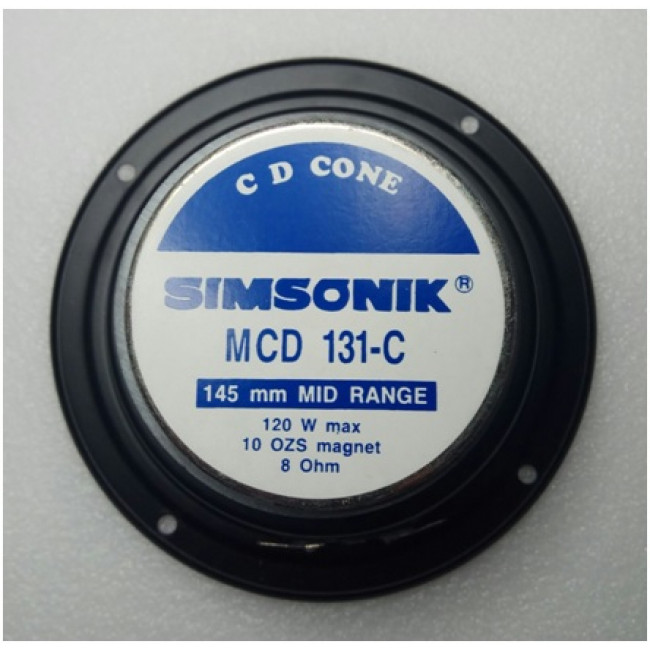 C D CONE
SIMSONIK®
MCD 131-C
145 mm MID RANGE
120 W max
10 OZS magnet
8 Ohm